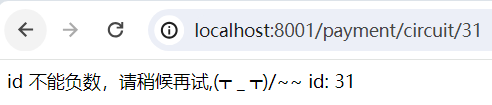 localhost:8001/payment/circuit/31
id 不能负数，请稍候再试,(┬＿┬)/~~ id: 31